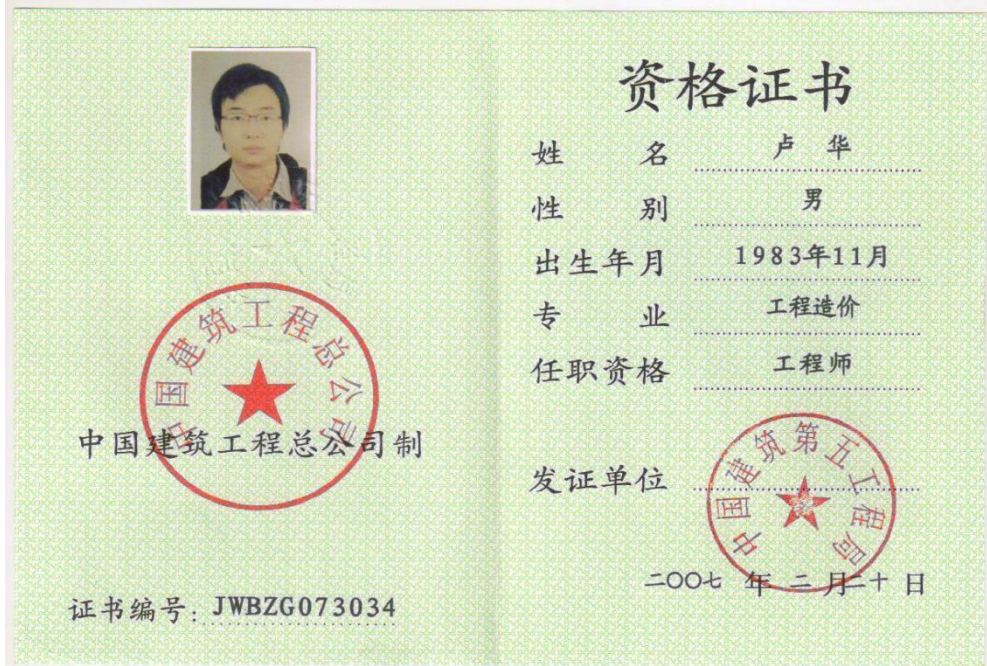 中国建筑工程总公司
中国建筑工程总公司制
证书编号：JWBZG073034
资格证书
姓名 卢华
性别 男
出生年月 1983年11月
专业 工程造价
任职资格 工程师
发证单位
中国建筑第五工程局
二〇〇七年二月二十日